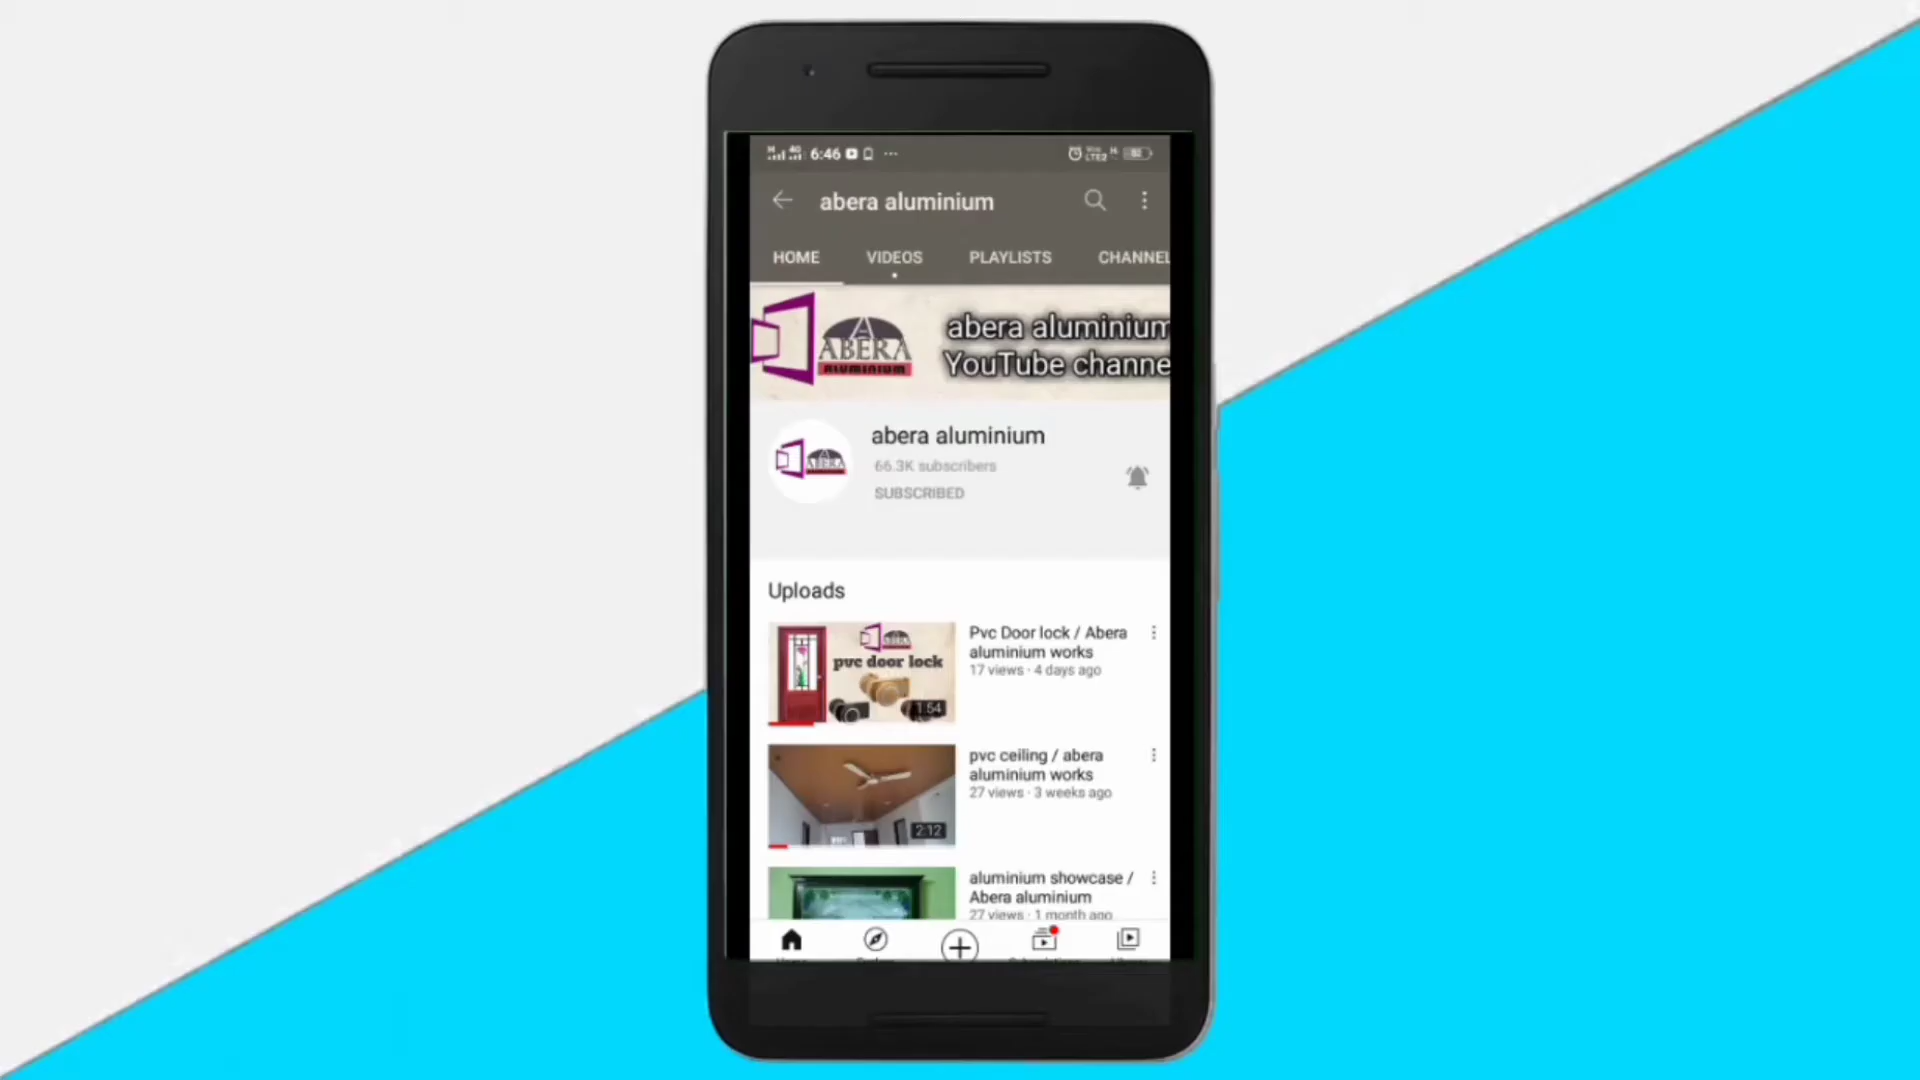 6:46
abera aluminium
HOME VIDEOS PLAYLISTS CHANNEL
ABERA
ALUMINIUM
abera aluminium
YouTube channe
abera aluminium
66.3K subscribers
SUBSCRIBED
Uploads
pvc door lock
1:54
Pvc Door lock / Abera
aluminium works
17 views · 4 days ago
2:12
pvc ceiling / abera
aluminium works
27 views · 3 weeks ago
aluminium showcase /
Abera aluminium
27 views · 1 month ago